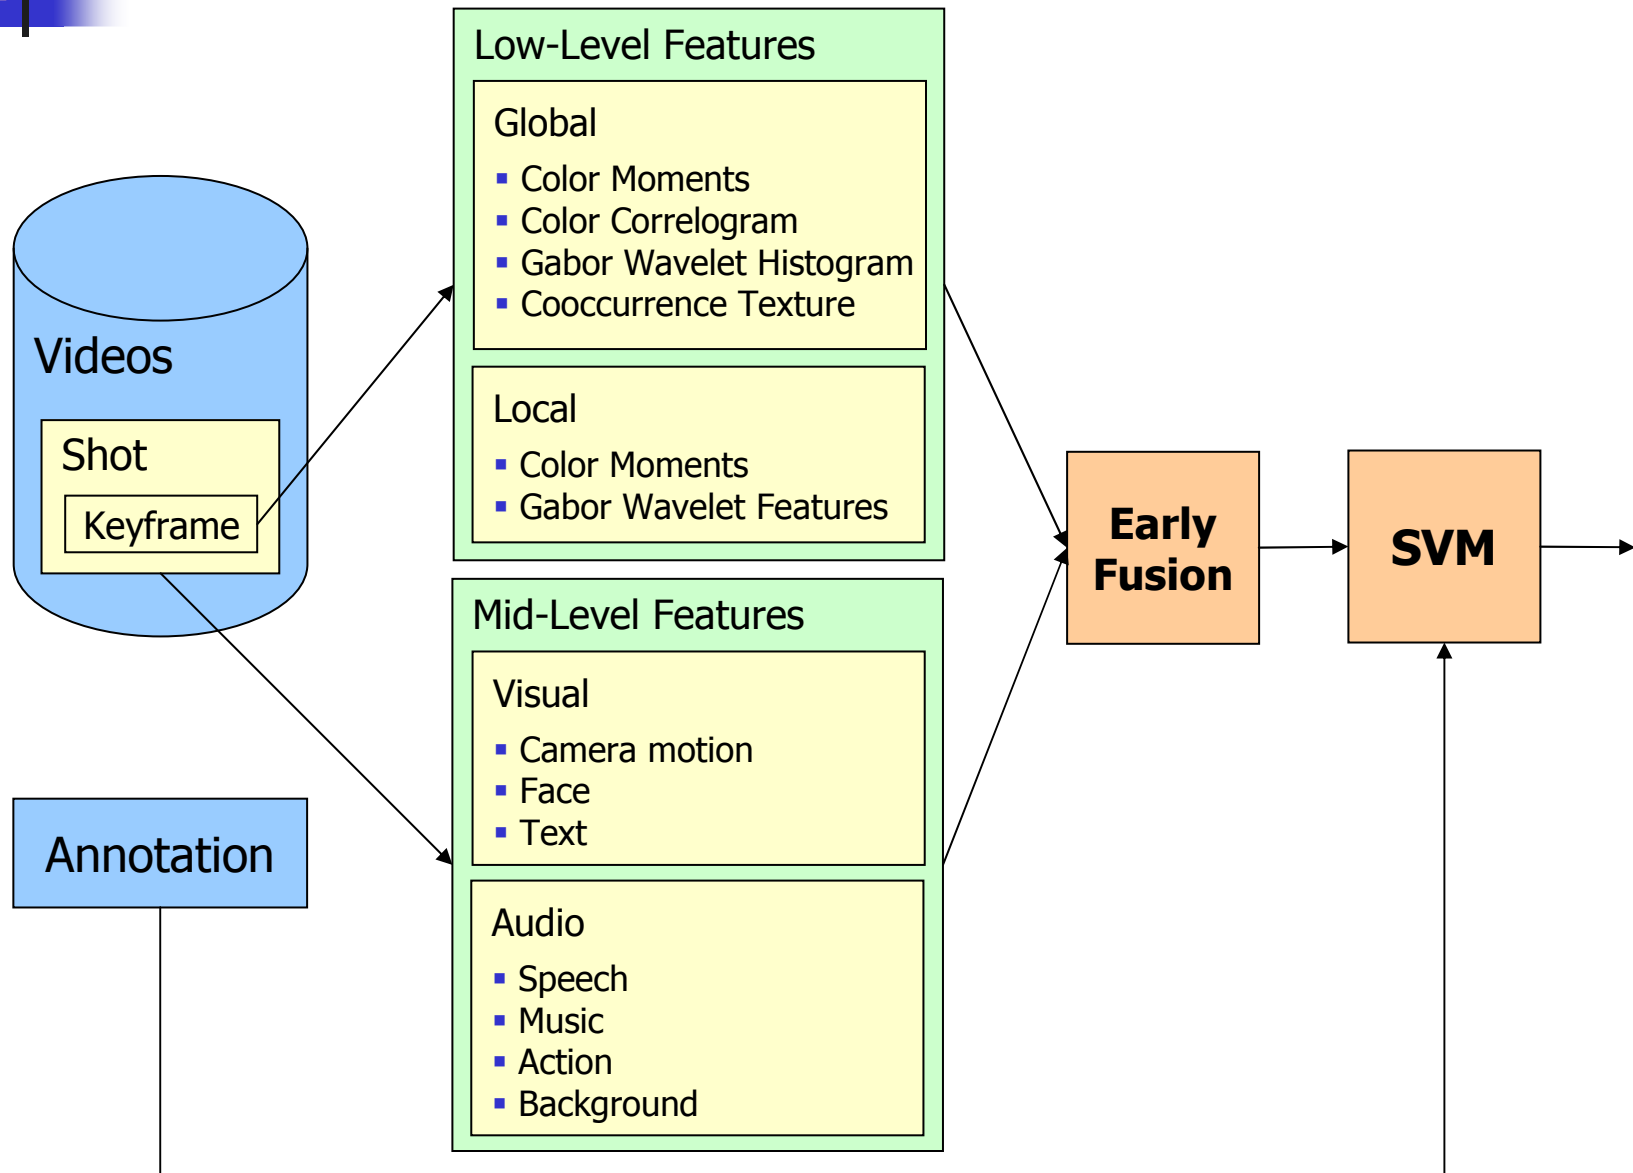 Videos
Shot
Keyframe
Annotation
Low-Level Features
Global
Color Moments
Color Correlogram
Gabor Wavelet Histogram
Cooccurrence Texture
Local
Color Moments
Gabor Wavelet Features
Mid-Level Features
Visual
Camera motion
Face
Text
Audio
Speech
Music
Action
Background
Early
Fusion
SVM